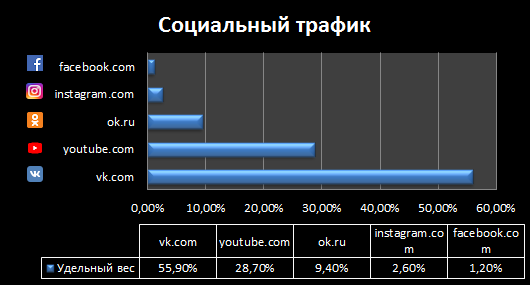 Социальный трафик
facebook.com
instagram.com
ok.ru
youtube.com
vk.com
0,00% 10,00% 20,00% 30,00% 40,00% 50,00% 60,00%
vk.com youtube.com ok.ru instagram.co facebook.co
m m
Удельный вес 55,90% 28,70% 9,40% 2,60% 1,20%